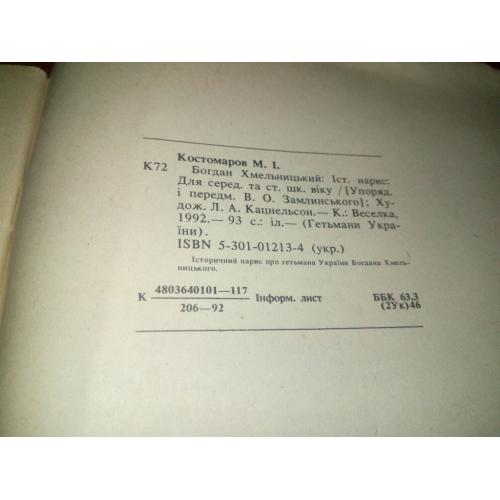 Костомаров М. І.
К72 Богдан Хмельницький: Іст. нарис:
Для серед. та ст. шк. віку / [Упоряд.
і передм. В. О. Замлинського]; Ху-
дож. Л. А. Кацнельсон.— К.: Веселка,
1992.— 93 с.: іл.— (Гетьмани Укра-
їни).
ISBN 5-301-01213-4 (укр.)
Історичний нарис про гетьмана України Богдана Хмель-
ницького.
К 4803640101—117 Інформ. лист ББК 63.3
206—92 (2Ук)46